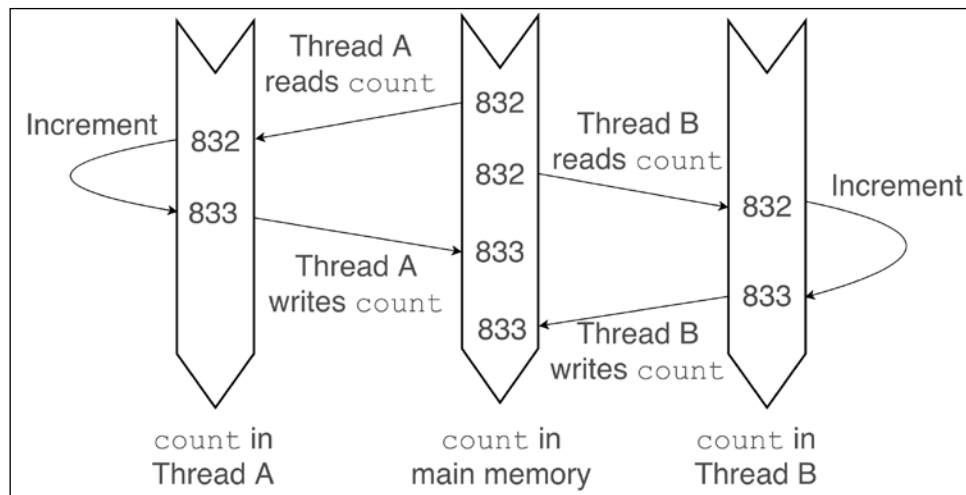 Thread A
reads count
832
Increment
832
Thread B
reads count
832
Increment
832
833
833
Thread A
writes count
833
833
Thread B
writes count
count in
Thread A
count in
main memory
count in
Thread B